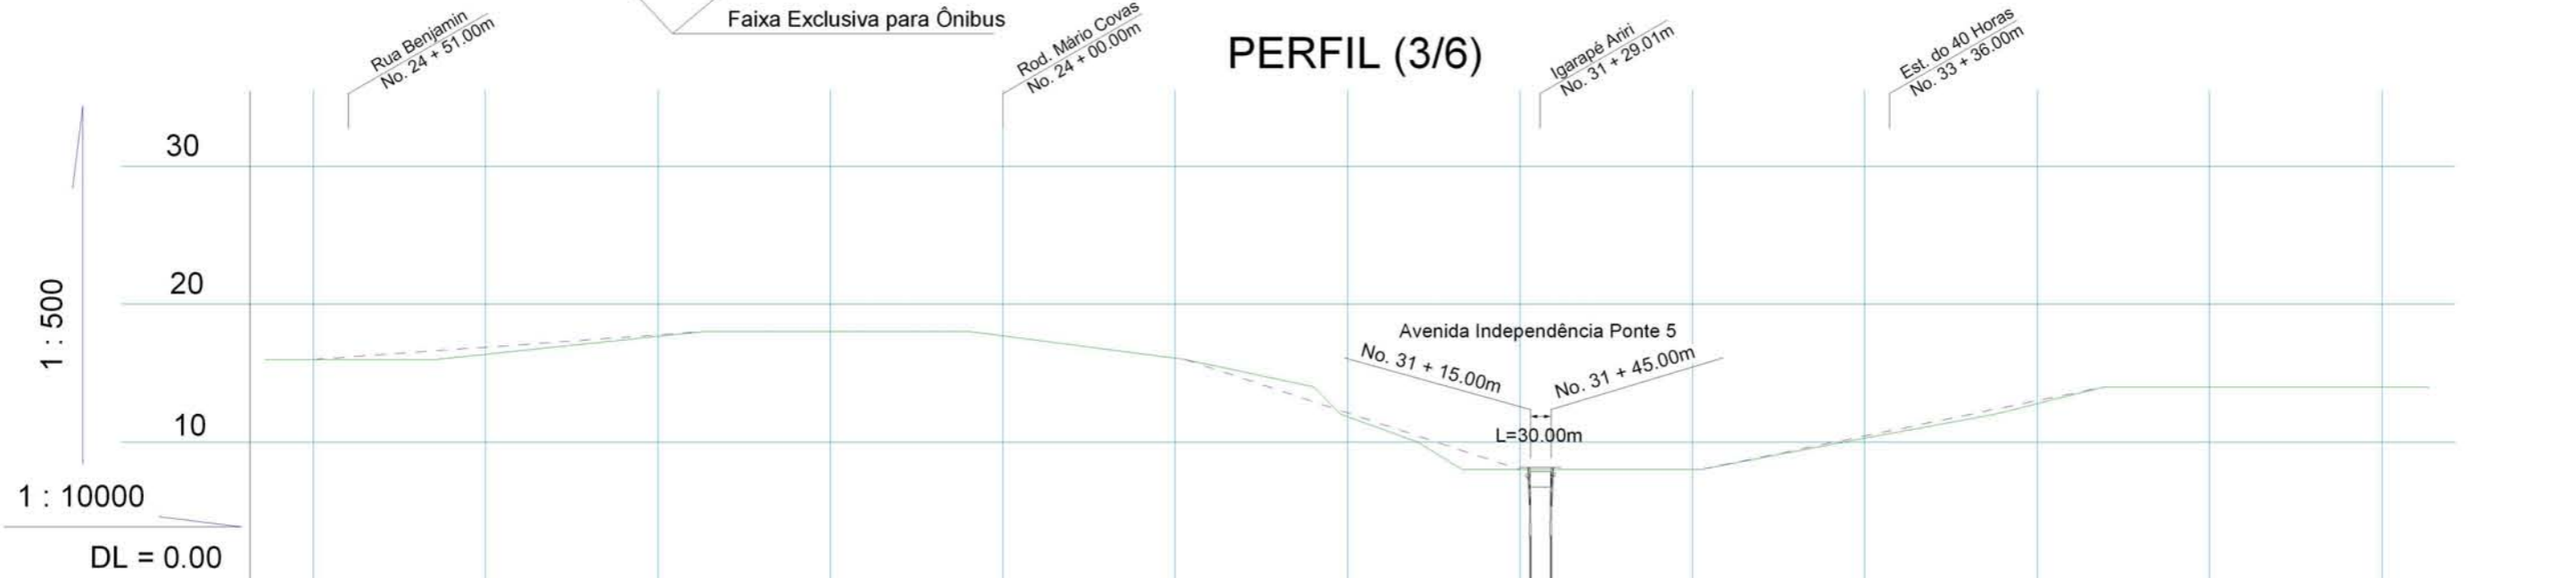 Faixa Exclusiva para Ônibus
PERFIL (3/6)
Rua Benjamin
No. 24 + 51.00m
Rod. Mário Covas
No. 24 + 00.00m
Igarapé Ariri
No. 31 + 29.01m
Est. do 40 Horas
No. 33 + 36.00m
30
20
10
1 : 500
Avenida Independência Ponte 5
No. 31 + 15.00m
No. 31 + 45.00m
L=30.00m
1 : 10000
DL = 0.00